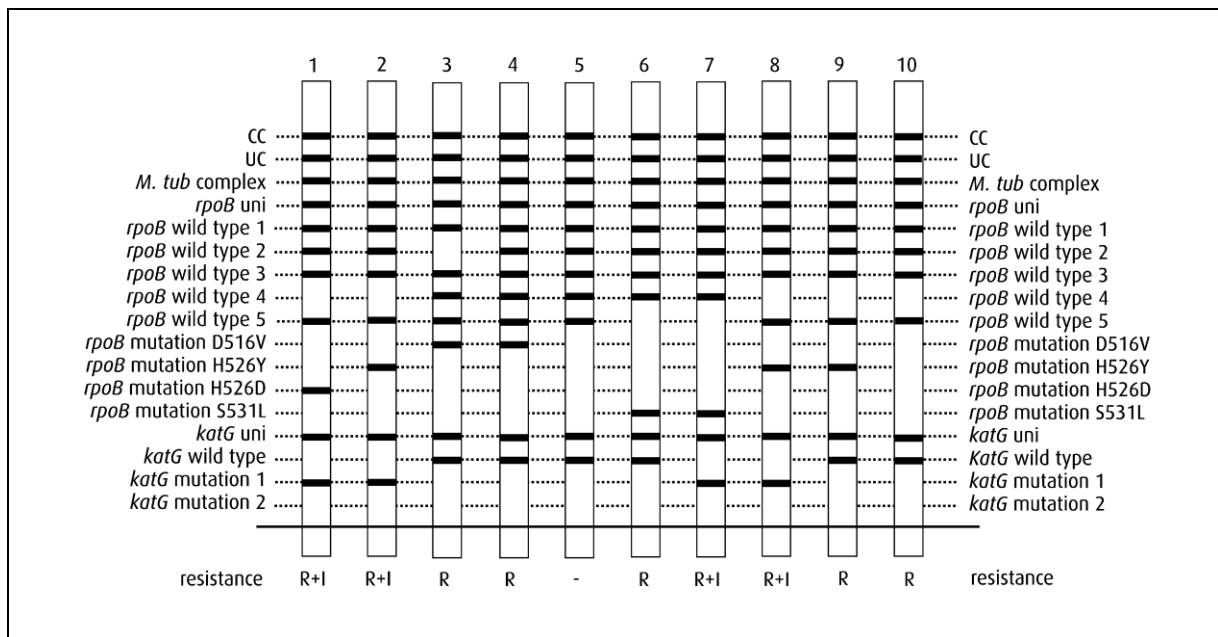 1 2 3 4 5 6 7 8 9 10
CC CC
UC UC
M. tub complex M. tub complex
rpoB uni rpoB uni
rpoB wild type 1 rpoB wild type 1
rpoB wild type 2 rpoB wild type 2
rpoB wild type 3 rpoB wild type 3
rpoB wild type 4 rpoB wild type 4
rpoB wild type 5 rpoB wild type 5
rpoB mutation D516V rpoB mutation D516V
rpoB mutation H526Y rpoB mutation H526Y
rpoB mutation H526D rpoB mutation H526D
rpoB mutation S531L rpoB mutation S531L
katG uni katG uni
katG wild type KatG wild type
katG mutation 1 katG mutation 1
katG mutation 2 katG mutation 2
resistance R+I R+I R R - R R+I R+I R R resistance